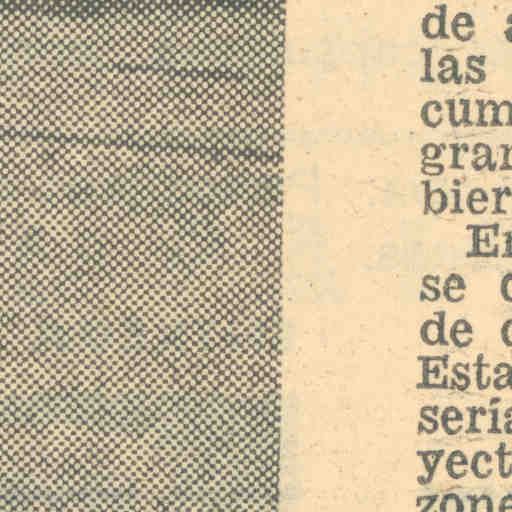 de
las
cum
gran
bier
En
se
de
Esta
sería
yect
zone